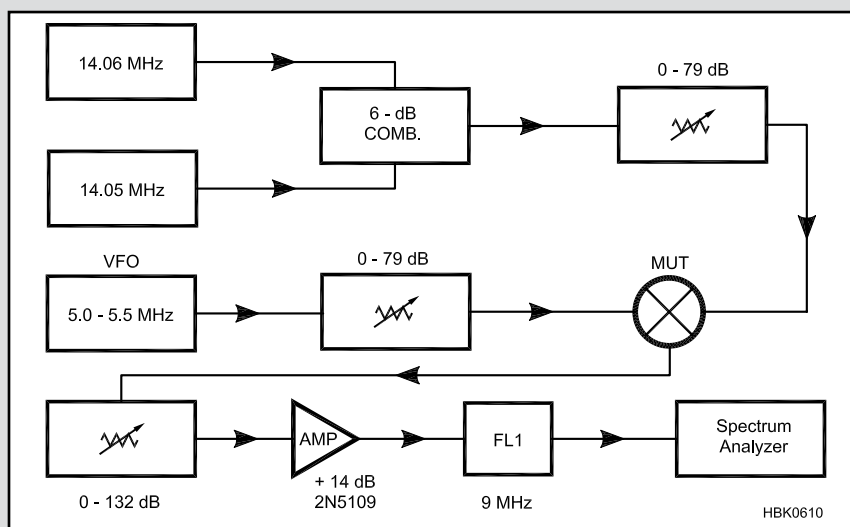 14.06 MHz
0 - 79 dB
6 - dB
COMB.
14.05 MHz
VFO
0 - 79 dB
MUT
5.0 - 5.5 MHz
AMP
FL1
Spectrum
Analyzer
0 - 132 dB
+ 14 dB
2N5109
9 MHz
HBK0610